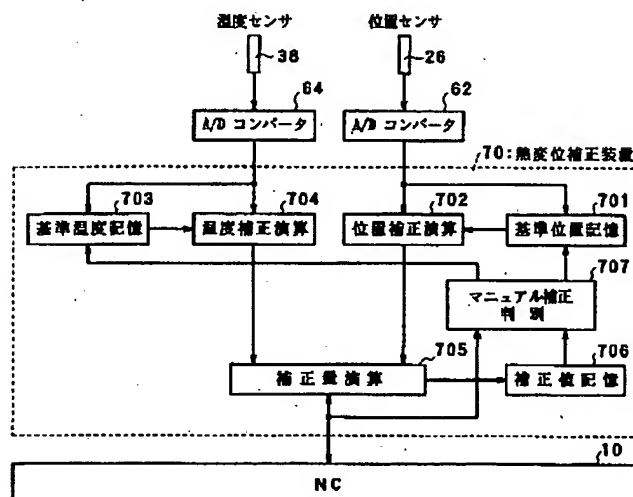 温度センサ
位置センサ
38
26
64
62
A/D コンバータ
A/D コンバータ
70:熱変位補正装置
703
704
702
701
基準温度記憶
温度補正演算
位置補正演算
基準位置記憶
707
マニュアル補正
判別
705
706
補正量演算
補正値記憶
10
NC